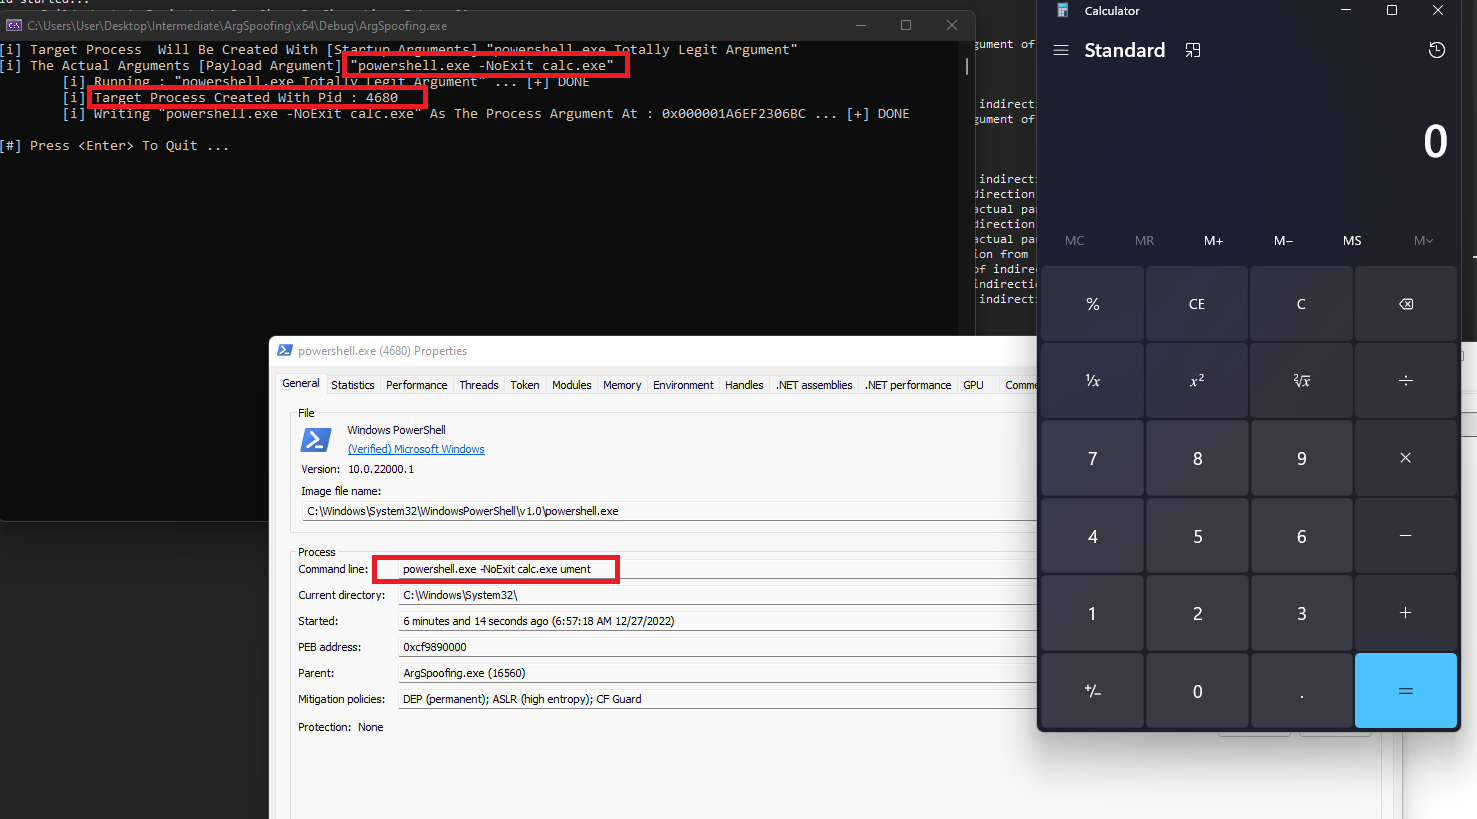 id started...
C:\Users\User\Desktop\Intermediate\ArgSpoofing\x64\Debug\ArgSpoofing.exe
[i] Target Process  Will Be Created With [Startup Arguments] "powershell.exe Totally Legit Argument"
[i] The Actual Arguments [Payload Argument] "powershell.exe -NoExit calc.exe"
[i] Running : "powershell.exe Totally Legit Argument" ... [+] DONE
[i] Target Process Created With Pid : 4680
[i] Writing "powershell.exe -NoExit calc.exe" As The Process Argument At : 0x000001A6EF2306BC ... [+] DONE
[#] Press <Enter> To Quit ...
gument of
indirecti
gument of
indirecti
direction
actual par
direction
actual par
ion from
of indirec
indirectio
indirecti
powershell.exe (4680) Properties
General Statistics Performance Threads Token Modules Memory Environment Handles .NET assemblies .NET performance GPU Comme
File
Windows PowerShell
(Verified) Microsoft Windows
Version: 10.0.22000.1
Image file name:
C:\Windows\System32\WindowsPowerShell\v1.0\powershell.exe
Process
Command line: powershell.exe -NoExit calc.exe ument
Current directory: C:\Windows\System32\
Started: 6 minutes and 14 seconds ago (6:57:18 AM 12/27/2022)
PEB address: 0xcf9890000
Parent: ArgSpoofing.exe (16560)
Mitigation policies: DEP (permanent); ASLR (high entropy); CF Guard
Protection: None
Calculator
Standard
0
MC MR M+ M− MS M˅
% CE C ⌫
¹/x x² ²√x ÷
7 8 9 ×
4 5 6 −
1 2 3 +
+/− 0 . =